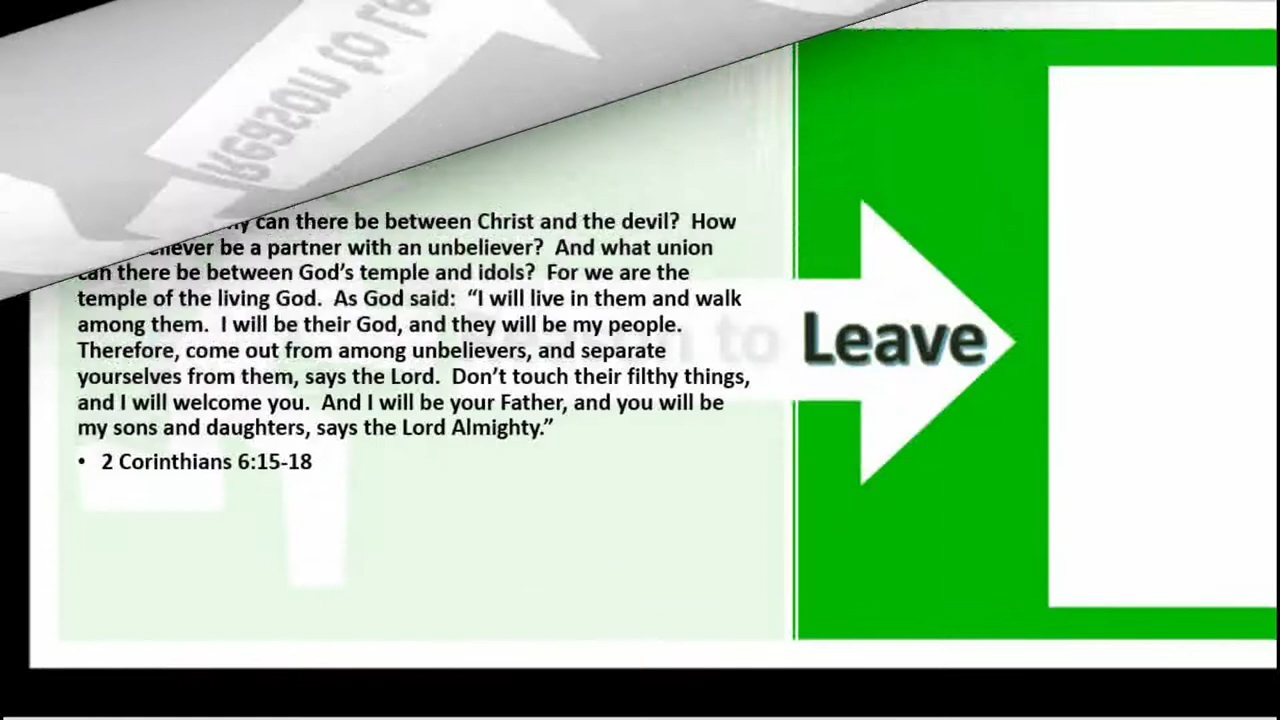 can there be between Christ and the devil?  How
be a partner with an unbeliever?  And what union
can there be between God’s temple and idols?  For we are the
temple of the living God.  As God said:  “I will live in them and walk
among them.  I will be their God, and they will be my people.
Therefore, come out from among unbelievers, and separate
yourselves from them, says the Lord.  Don’t touch their filthy things,
and I will welcome you.  And I will be your Father, and you will be
my sons and daughters, says the Lord Almighty.”
• 2 Corinthians 6:15-18
to Leave